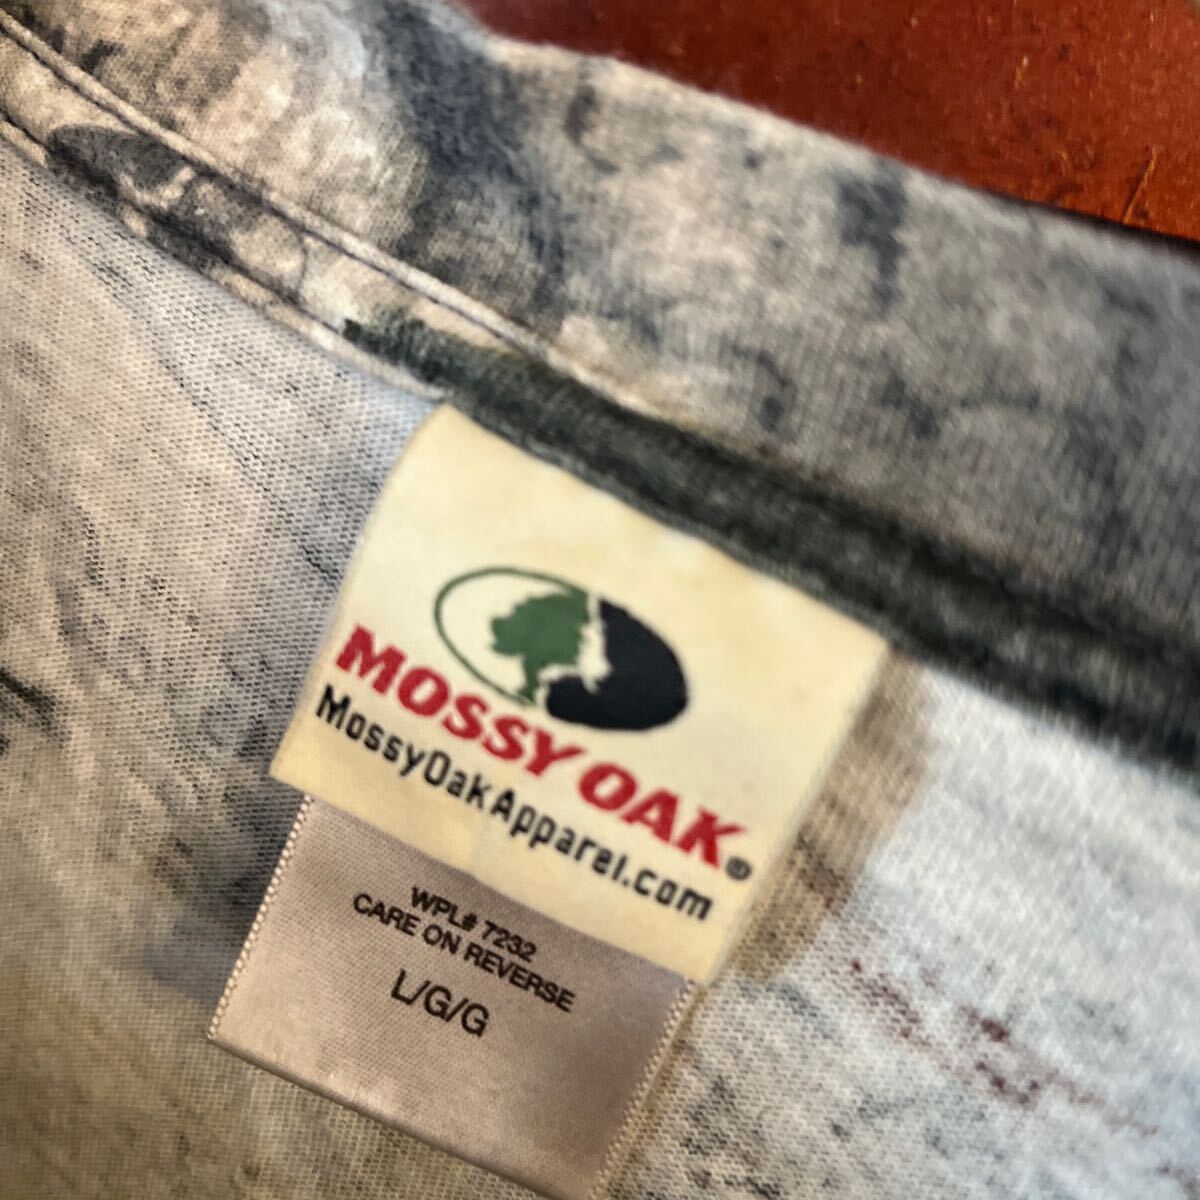 MOSSY OAK®
MossyOakApparel.com
WPL# 7232
CARE ON REVERSE
L/G/G